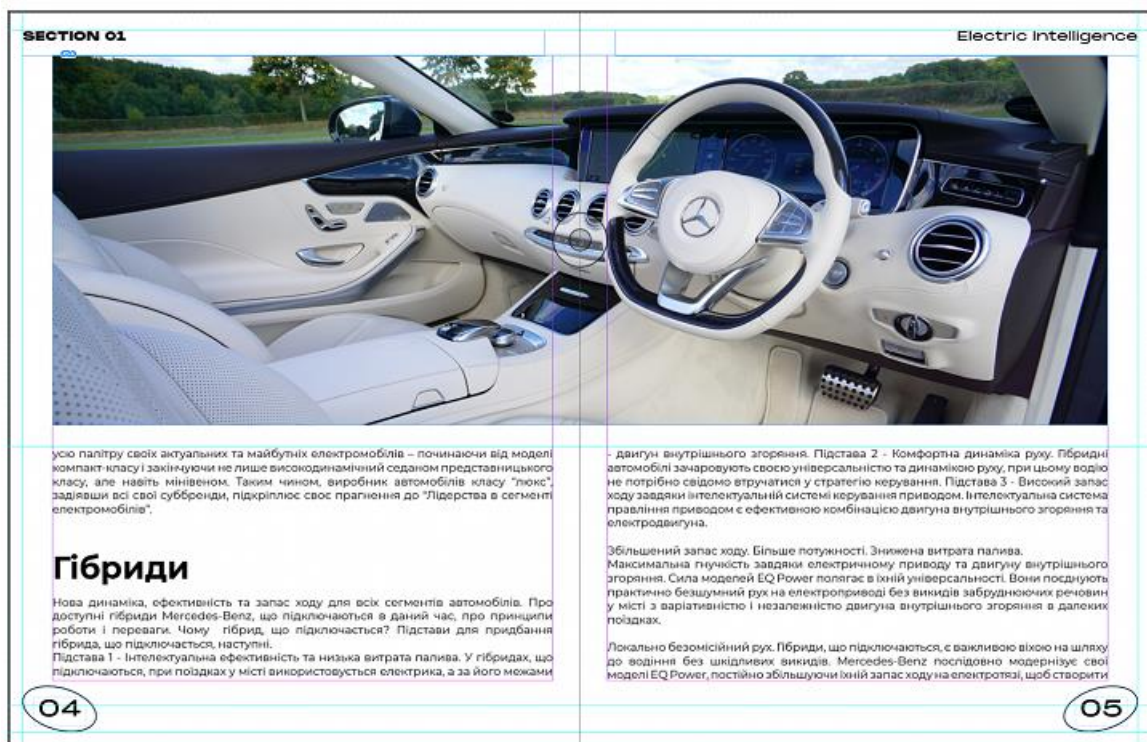 SECTION 01
Electric Intelligence
усю палітру своїх актуальних та майбутніх електромобілів – починаючи від моделі
компакт-класу і закінчуючи не лише високодинамічний седаном представницького
класу, але навіть мінівеном. Таким чином, виробник автомобілів класу "люкс",
задіявши всі свої суббренди, підкріплює своє прагнення до "Лідерства в сегменті
електромобілів".
Гібриди
Нова динаміка, ефективність та запас ходу для всіх сегментів автомобілів. Про
доступні гібриди Mercedes-Benz, що підключаються в даний час, про принципи
роботи і переваги. Чому гібрид, що підключається? Підстави для придбання
гібрида, що підключається, наступні.
Підстава 1 - Інтелектуальна ефективність та низька витрата палива. У гібридах, що
підключаються, при поїздках у місті використовується електрика, а за його межами
- двигун внутрішнього згоряння. Підстава 2 - Комфортна динаміка руху. Гібридні
автомобілі зачаровують своєю універсальністю та динамікою руху, при цьому водію
не потрібно свідомо втручатися у стратегію керування. Підстава 3 - Високий запас
ходу завдяки інтелектуальній системі керування приводом. Інтелектуальна система
правління приводом є ефективною комбінацією двигуна внутрішнього згоряння та
електродвигуна.
Збільшений запас ходу. Більше потужності. Знижена витрата палива.
Максимальна гнучкість завдяки електричному приводу та двигуну внутрішнього
згоряння. Сила моделей EQ Power полягає в їхній універсальності. Вони поєднують
практично безшумний рух на електроприводі без викидів забруднюючих речовин
у місті з варіативністю і незалежністю двигуна внутрішнього згоряння в далеких
поїздках.
Локально безомісійний рух. Гібриди, що підключаються, є важливою віхою на шляху
до водіння без шкідливих викидів. Mercedes-Benz послідовно модернізує свої
моделі EQ Power, постійно збільшуючи їхній запас ходу на електротязі, щоб створити
04
05